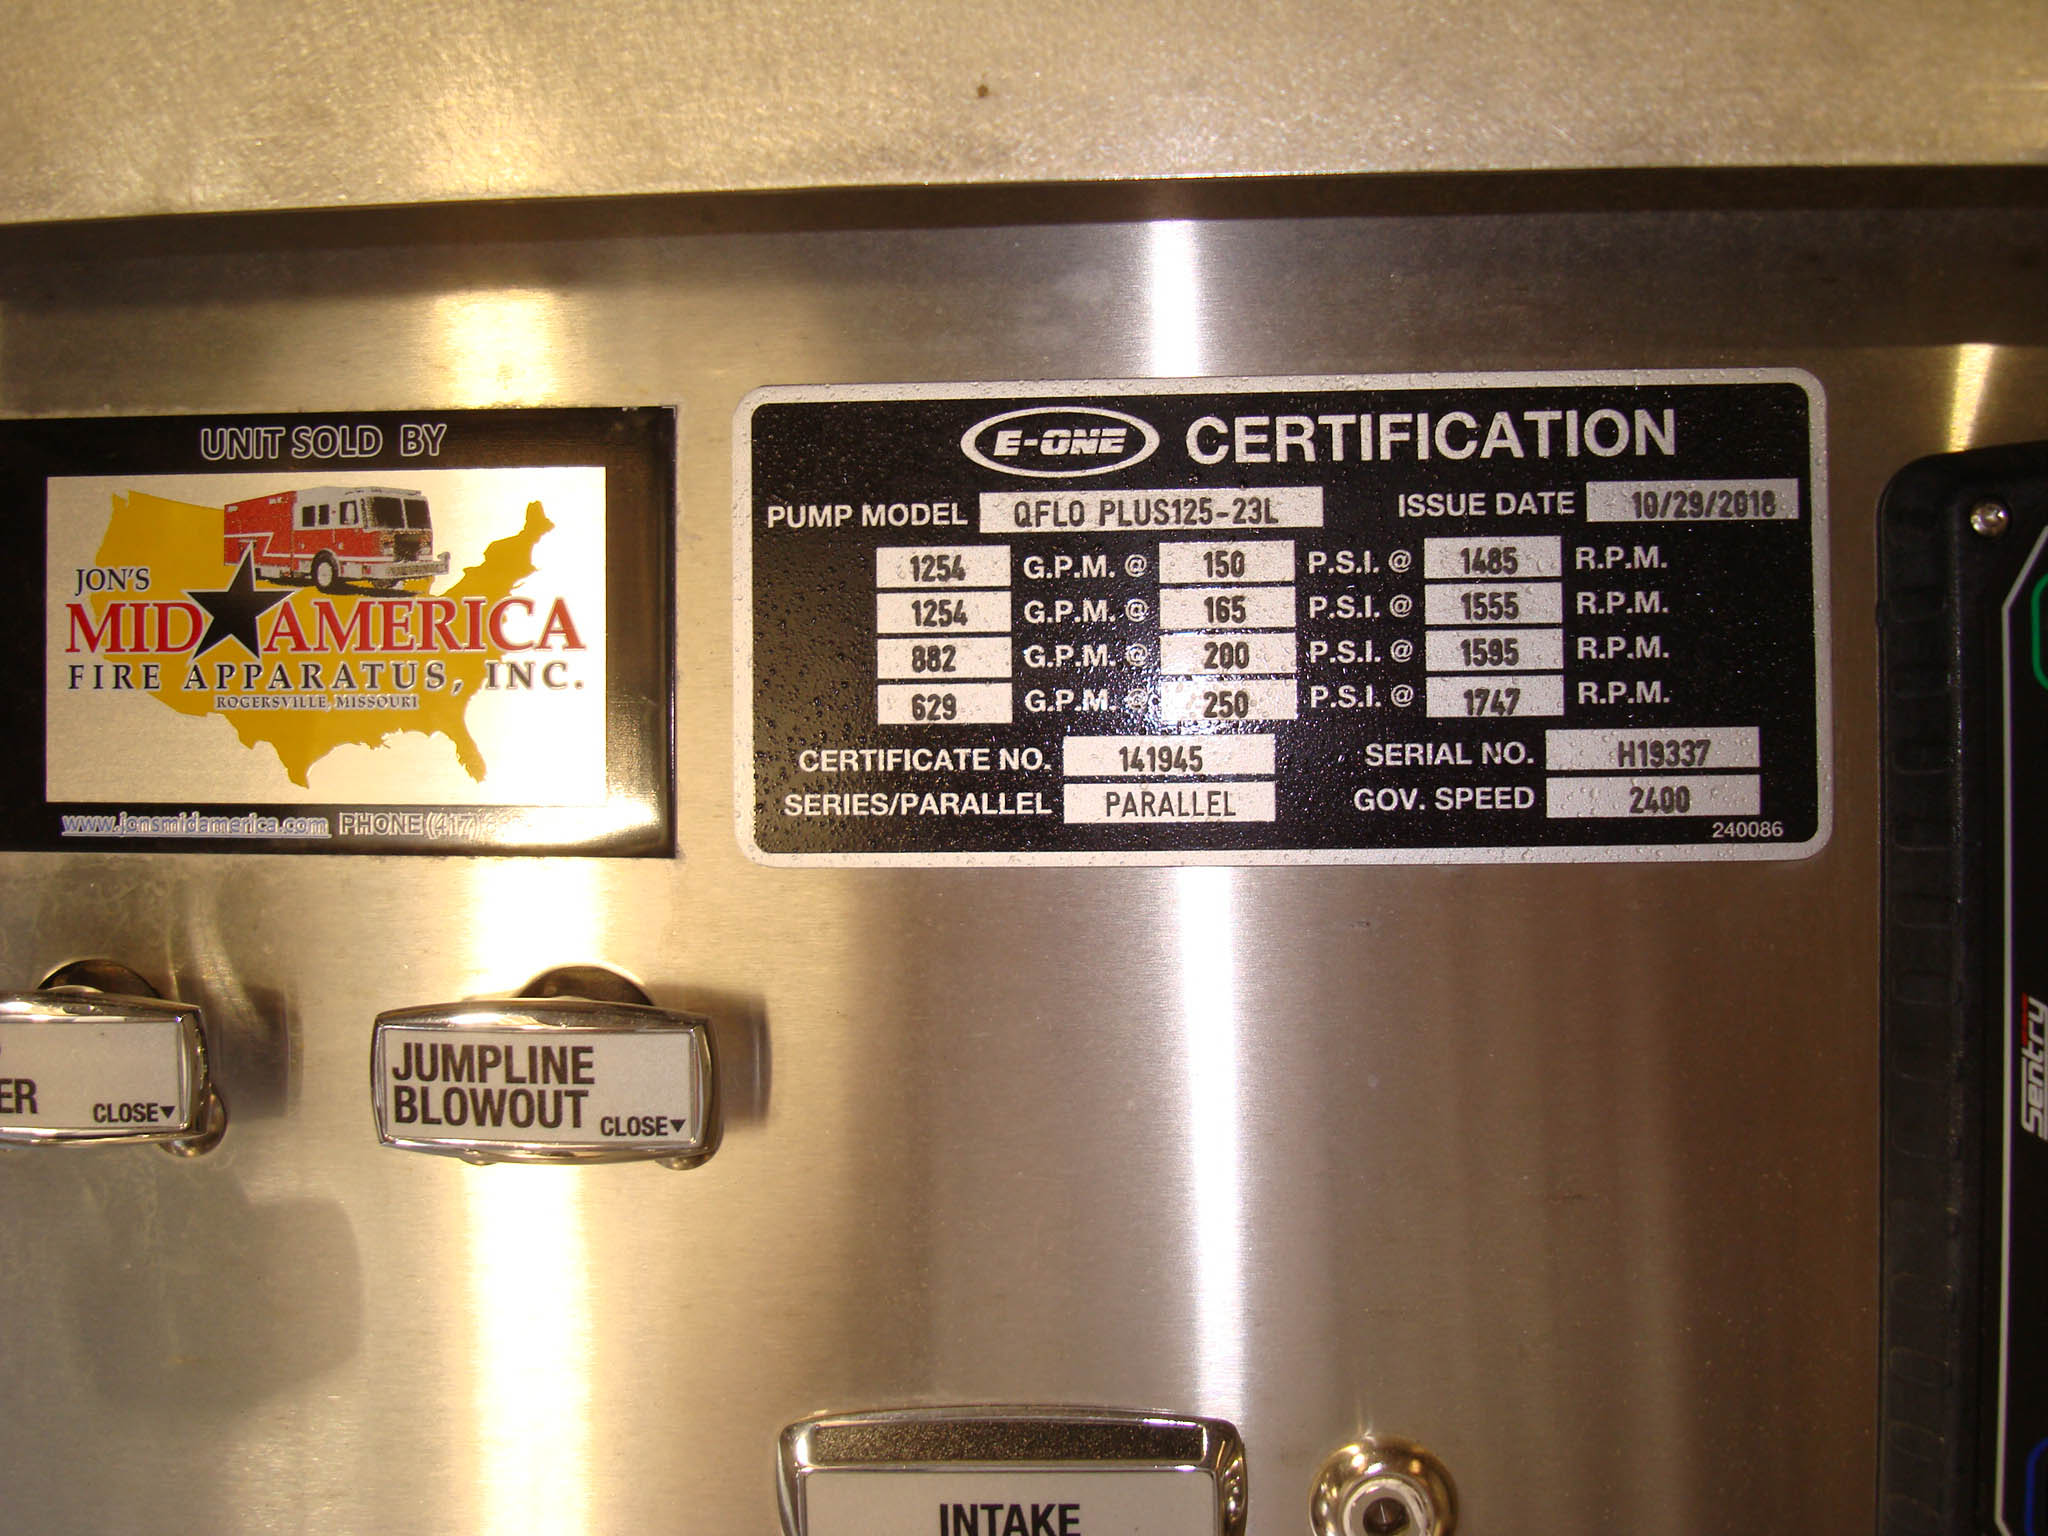 UNIT SOLD BY
JON'S
MID AMERICA
FIRE APPARATUS, INC.
ROGERSVILLE, MISSOURI
www.jonsmidamerica.com PHONE (417)
E-ONE CERTIFICATION
PUMP MODEL QFLO PLUS125-23L ISSUE DATE 10/29/2018
1254 G.P.M. @ 150 P.S.I. @ 1485 R.P.M.
1254 G.P.M. @ 165 P.S.I. @ 1555 R.P.M.
882 G.P.M. @ 200 P.S.I. @ 1595 R.P.M.
629 G.P.M. @ 250 P.S.I. @ 1747 R.P.M.
CERTIFICATE NO. 141945 SERIAL NO. H19337
SERIES/PARALLEL PARALLEL GOV. SPEED 2400
240086
ER CLOSE▼
JUMPLINE
BLOWOUT CLOSE▼
INTAKE
Sentry